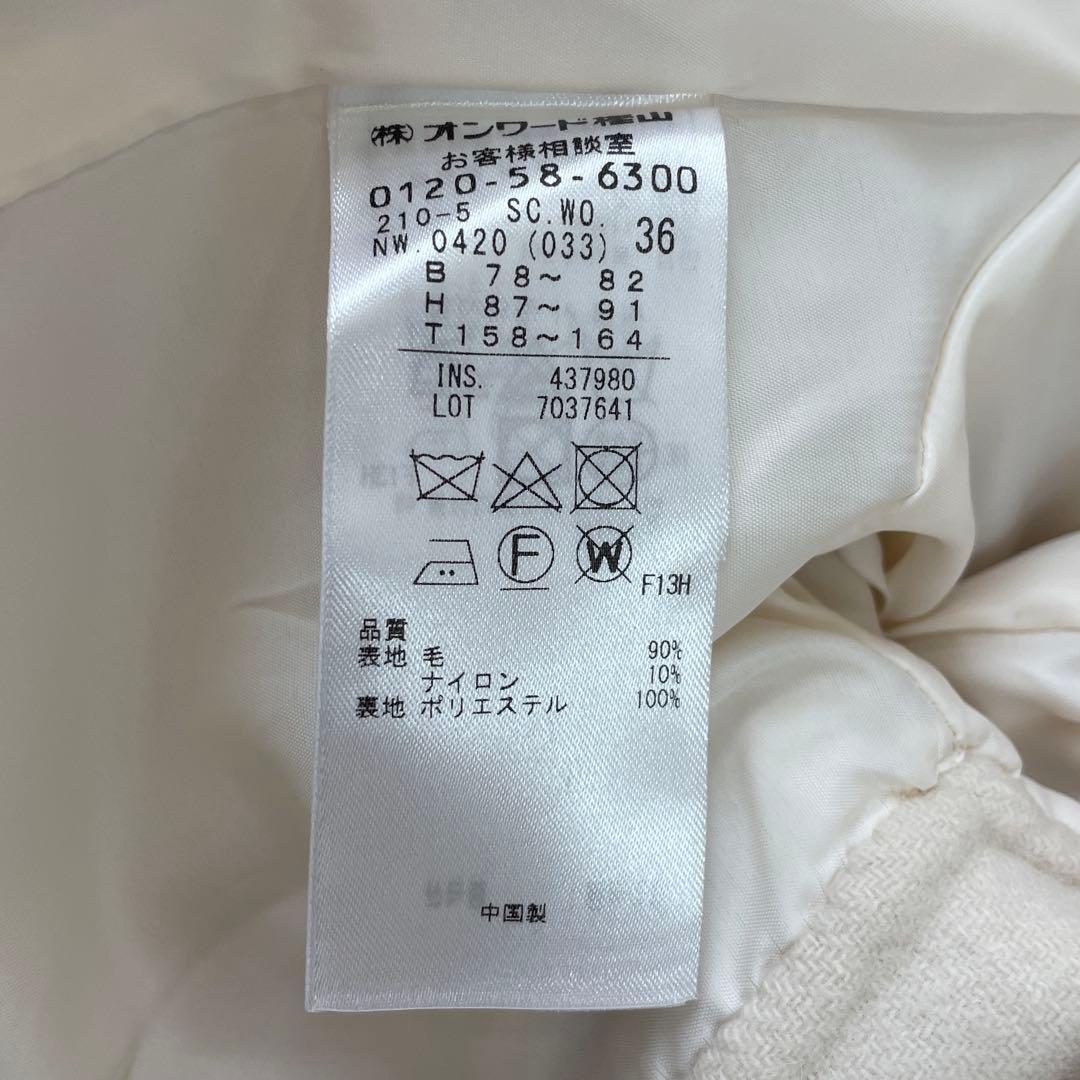 ㈱オンワード樫山
お客様相談室
0120-58-6300
210-5 SC.WO.
NW. 0420 (033) 36
B 78～ 82
H 87～ 91
T158～164
INS. 437980
LOT 7037641
F
W
F13H
品質
表地 毛 90%
ナイロン 10%
裏地 ポリエステル 100%
中国製